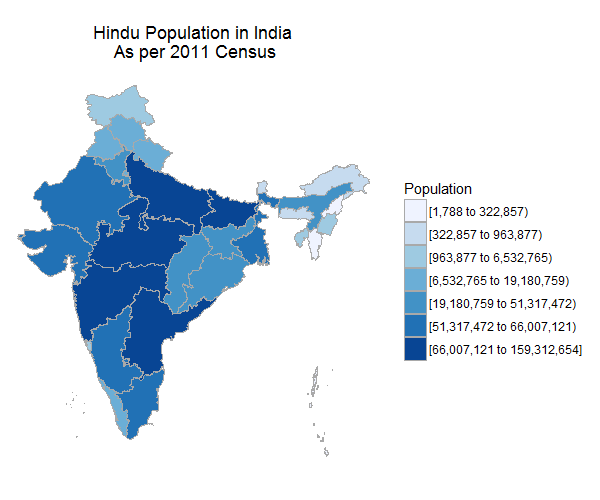 Hindu Population in India
As per 2011 Census
Population
[1,788 to 322,857)
[322,857 to 963,877)
[963,877 to 6,532,765)
[6,532,765 to 19,180,759)
[19,180,759 to 51,317,472)
[51,317,472 to 66,007,121)
[66,007,121 to 159,312,654]